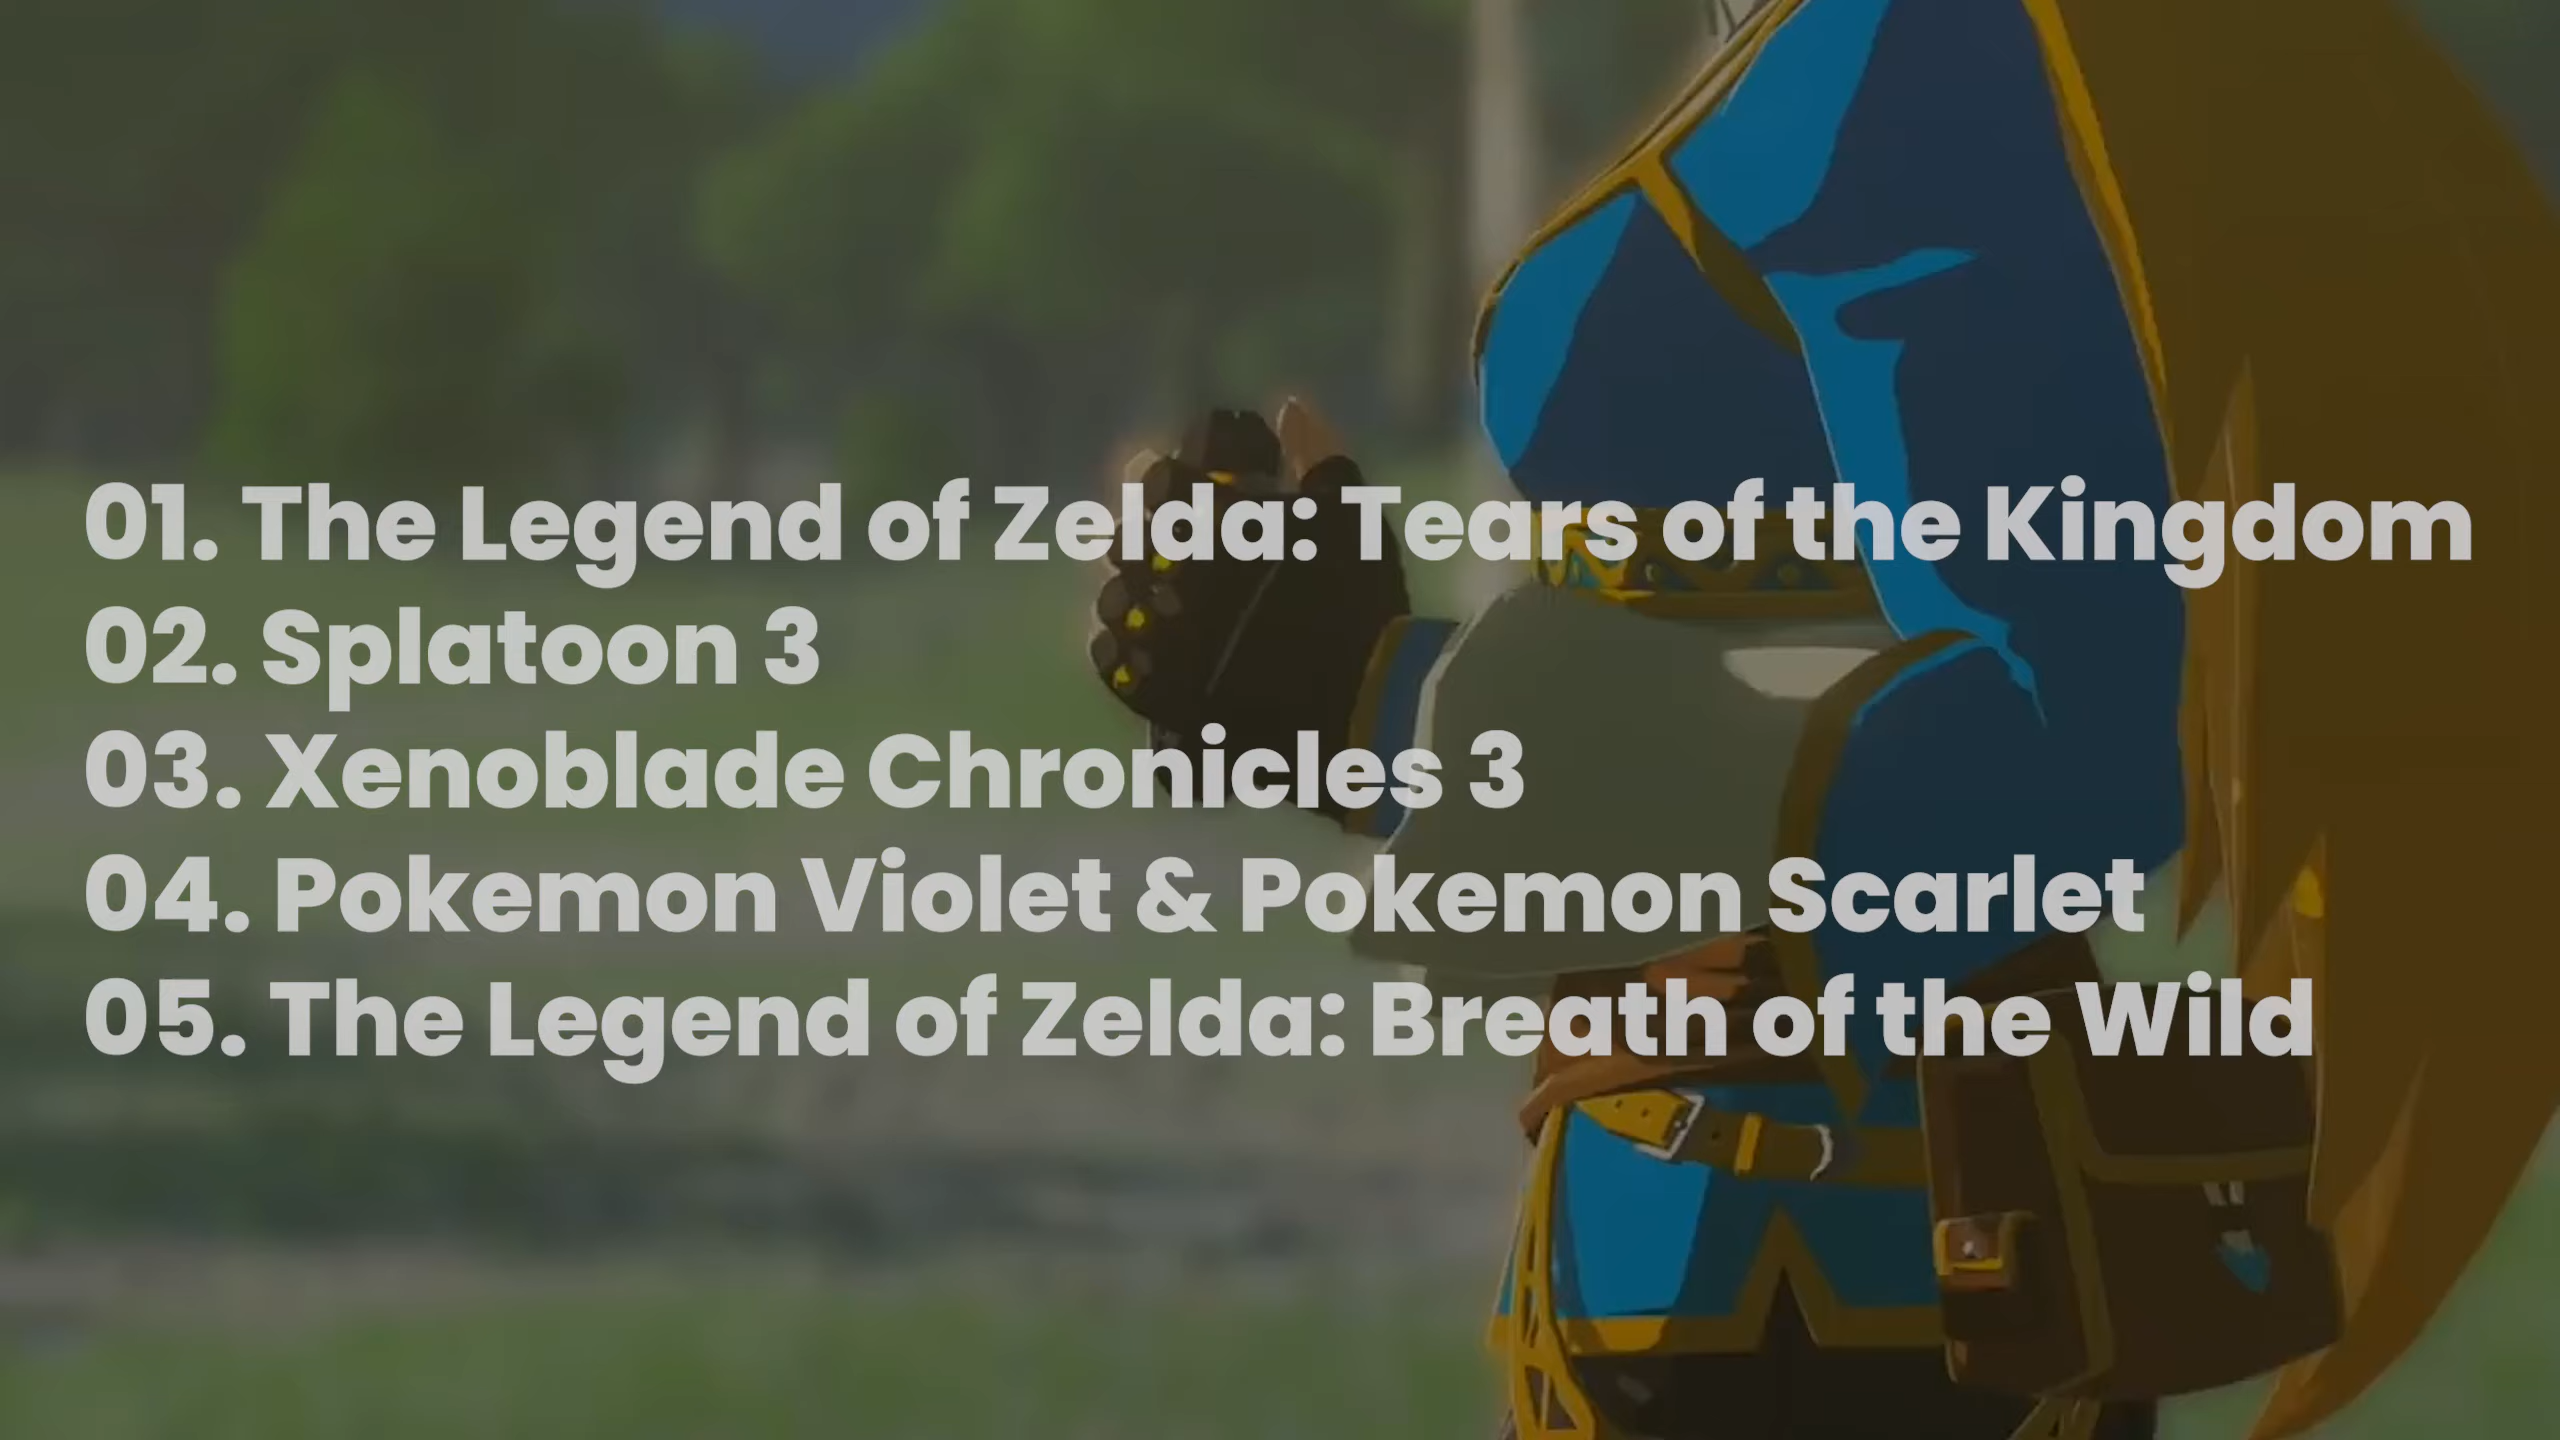 01. The Legend of Zelda: Tears of the Kingdom
02. Splatoon 3
03. Xenoblade Chronicles 3
04. Pokemon Violet & Pokemon Scarlet
05. The Legend of Zelda: Breath of the Wild